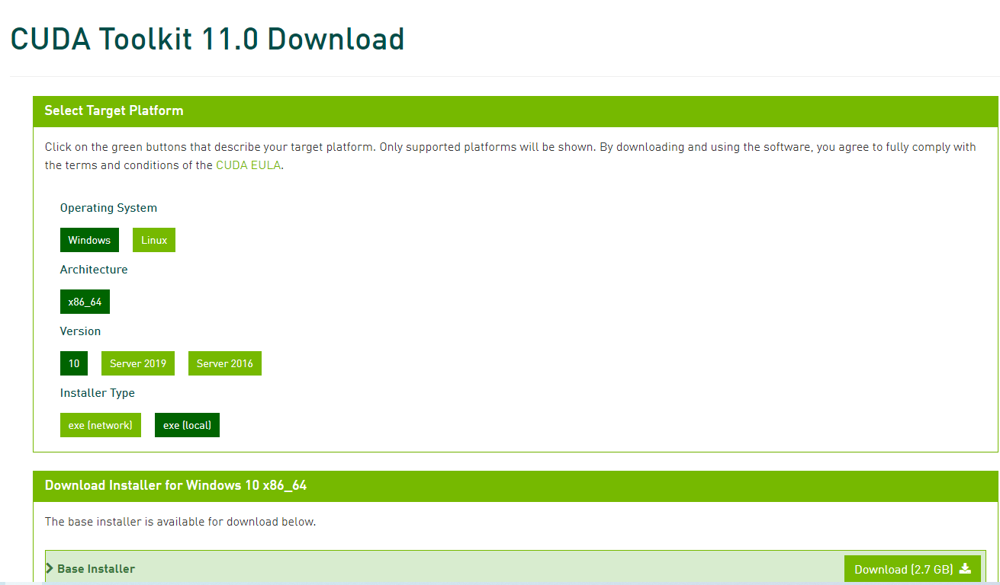 CUDA Toolkit 11.0 Download
Select Target Platform
Click on the green buttons that describe your target platform. Only supported platforms will be shown. By downloading and using the software, you agree to fully comply with
the terms and conditions of the CUDA EULA.
Operating System
Windows Linux
Architecture
x86_64
Version
10 Server 2019 Server 2016
Installer Type
exe (network) exe (local)
Download Installer for Windows 10 x86_64
The base installer is available for download below.
Base Installer Download (2.7 GB)